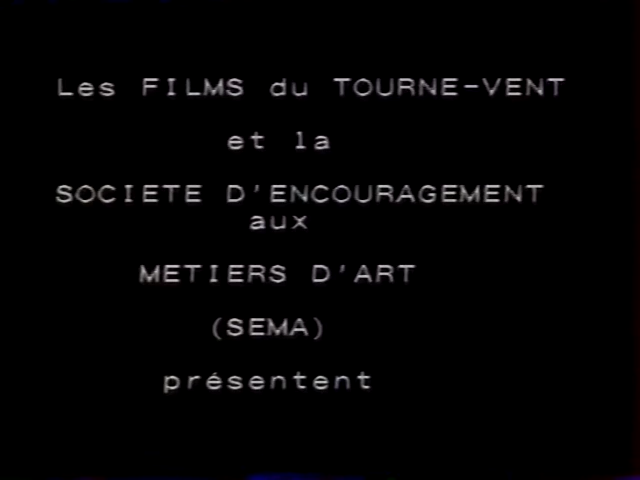 Les FILMS du TOURNE-VENT
et la
SOCIETE D'ENCOURAGEMENT
aux
METIERS D'ART
(SEMA)
présentent